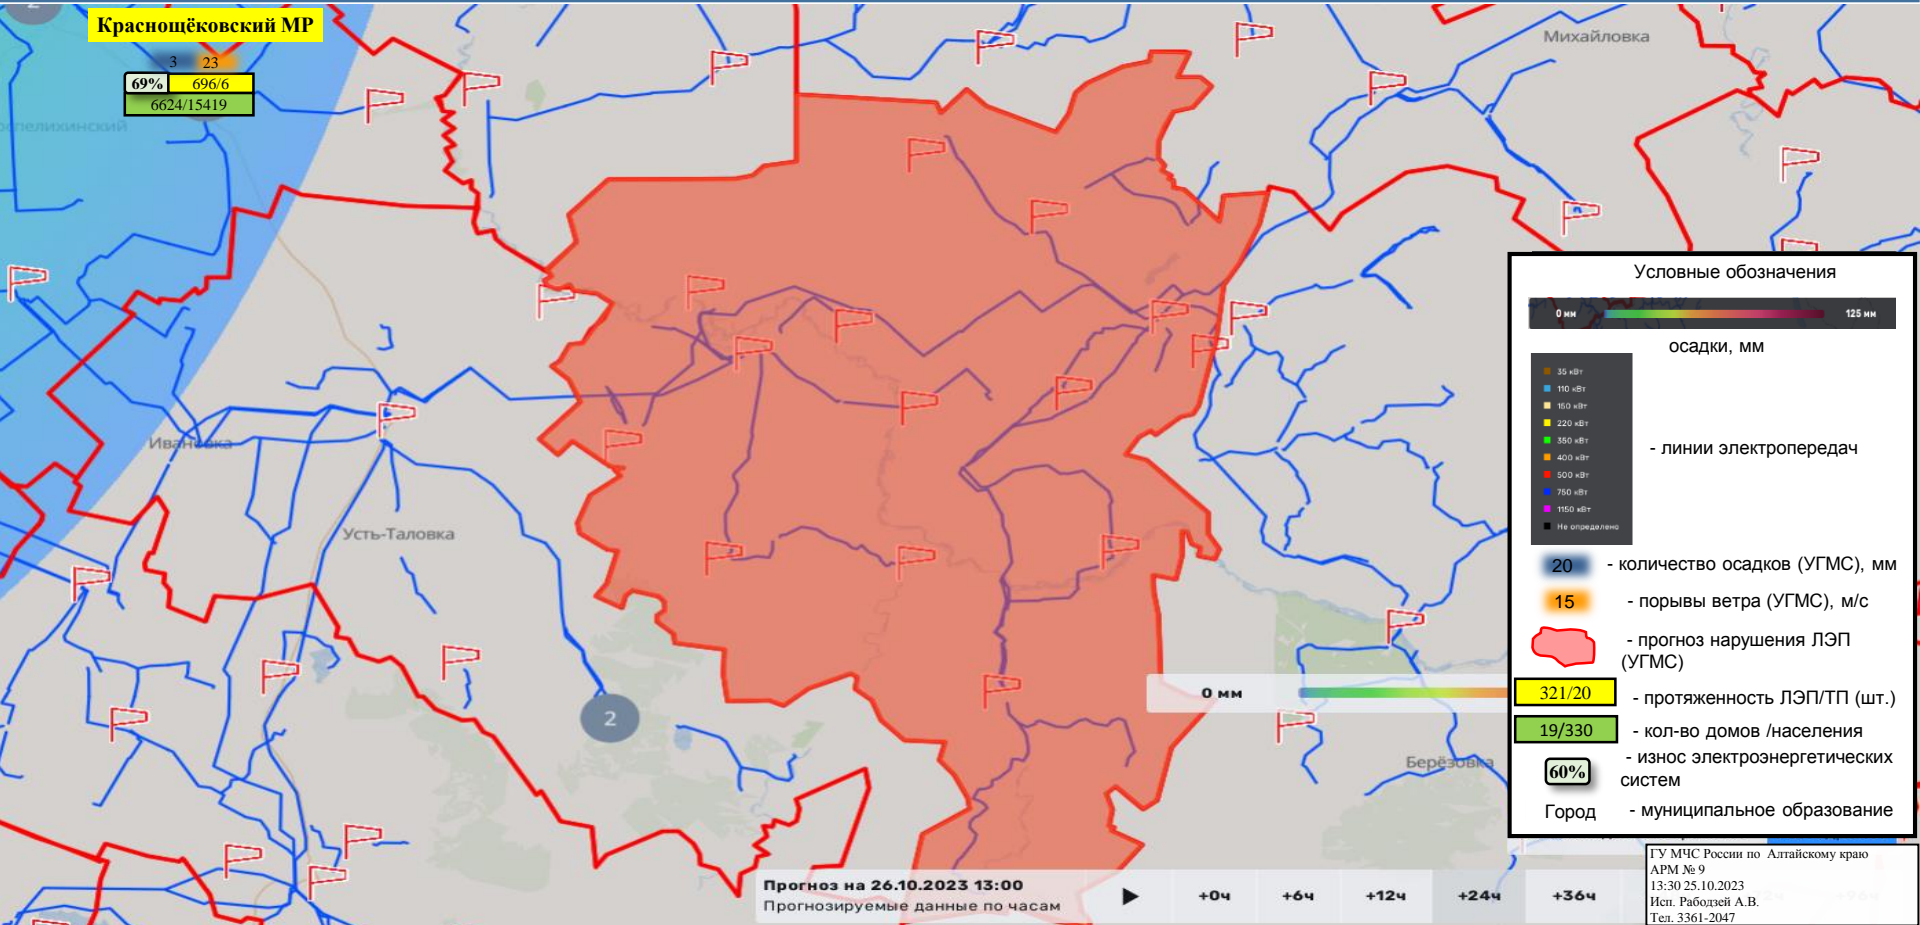 2
Краснощёковский МР
3 23
69% 696/6
6624/15419
Михайловка
Ивановка
Усть-Таловка
2
Берёзовка
0 мм
Условные обозначения
0 мм 125 мм
осадки, мм
35 кВт
110 кВт
150 кВт
220 кВт
350 кВт
400 кВт
500 кВт
750 кВт
1150 кВт
Не определено
- линии электропередач
20 - количество осадков (УГМС), мм
15 - порывы ветра (УГМС), м/с
- прогноз нарушения ЛЭП
(УГМС)
321/20 - протяженность ЛЭП/ТП (шт.)
19/330 - кол-во домов /населения
60% - износ электроэнергетических
систем
Город - муниципальное образование
Прогноз на 26.10.2023 13:00
Прогнозируемые данные по часам
+0ч +6ч +12ч +24ч +36ч
ГУ МЧС России по Алтайскому краю
АРМ № 9
13:30 25.10.2023
Исп. Рабодзей А.В.
Тел. 3361-2047